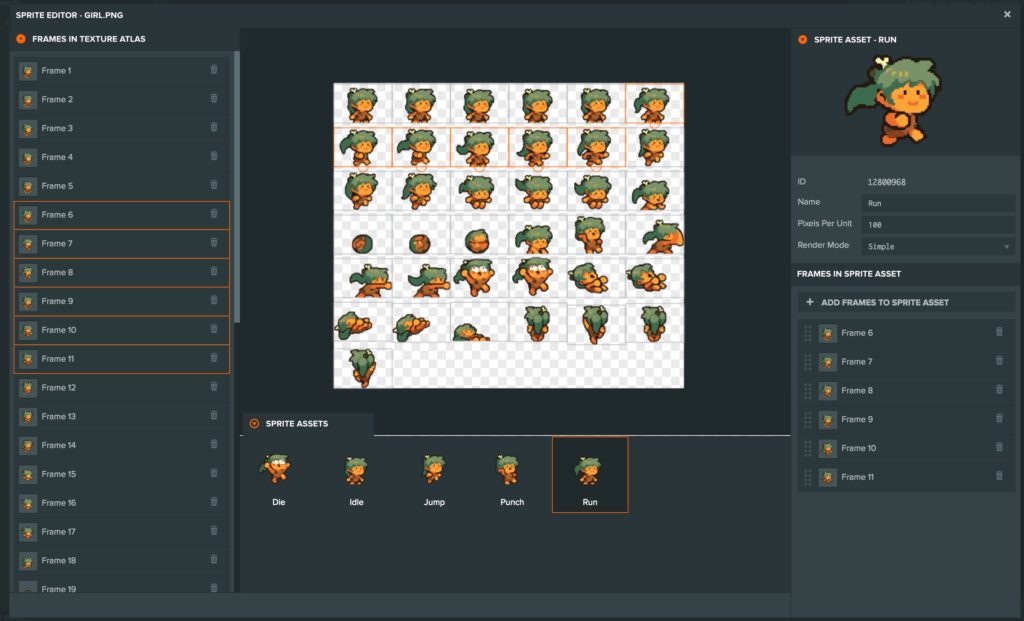 SPRITE EDITOR - GIRL.PNG
FRAMES IN TEXTURE ATLAS
Frame 1
Frame 2
Frame 3
Frame 4
Frame 5
Frame 6
Frame 7
Frame 8
Frame 9
Frame 10
Frame 11
Frame 12
Frame 13
Frame 14
Frame 15
Frame 16
Frame 17
Frame 18
Frame 19
SPRITE ASSETS
Die
Idle
Jump
Punch
Run
SPRITE ASSET - RUN
ID 12800968
Name Run
Pixels Per Unit 100
Render Mode Simple
FRAMES IN SPRITE ASSET
+ ADD FRAMES TO SPRITE ASSET
Frame 6
Frame 7
Frame 8
Frame 9
Frame 10
Frame 11